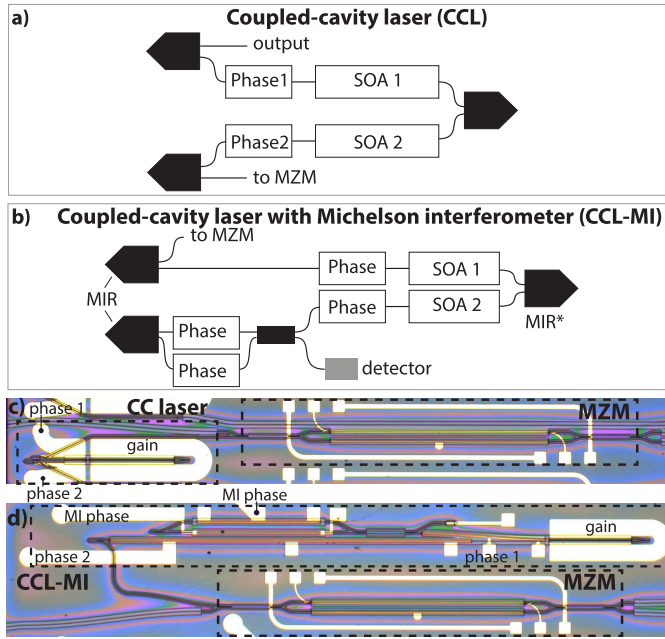 a) Coupled-cavity laser (CCL)
output
Phase1 SOA 1
Phase2 SOA 2
to MZM
b) Coupled-cavity laser with Michelson interferometer (CCL-MI)
to MZM
Phase SOA 1
MIR
Phase SOA 2
MIR*
Phase
Phase
detector
c) phase 1 CC laser MZM
gain
phase 2
MI phase
d) MI phase
gain
phase 2 phase 1
CCL-MI MZM